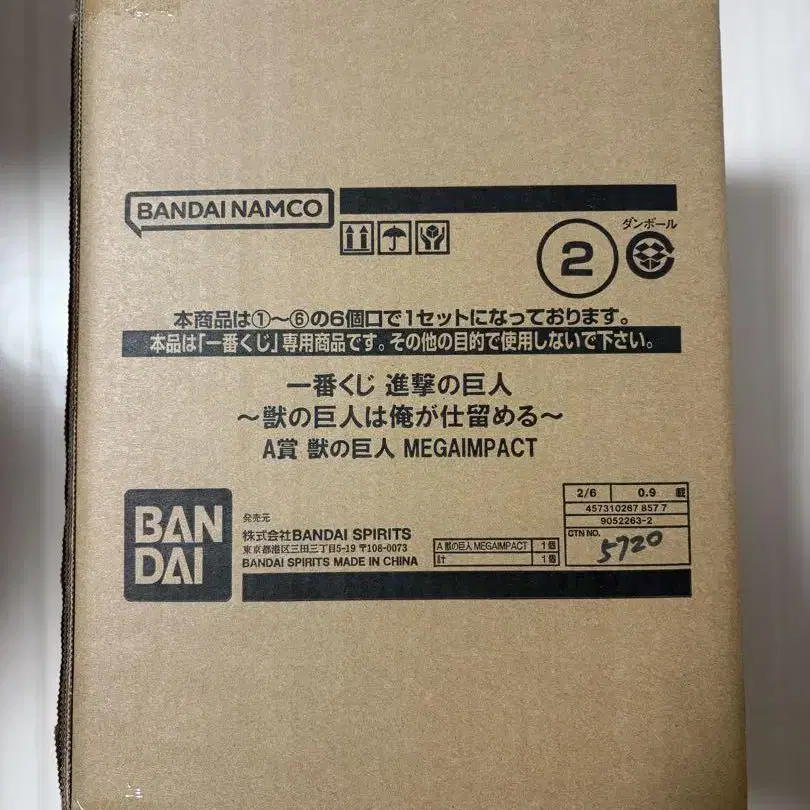 BANDAI NAMCO
2
ダンボール
本商品は①～⑥の6個口で1セットになっております。
本品は「一番くじ」専用商品です。その他の目的で使用しないで下さい。
一番くじ 進撃の巨人
～獣の巨人は俺が仕留める～
A賞 獣の巨人 MEGAIMPACT
BAN
DAI
発売元
株式会社BANDAI SPIRITS
東京都港区三田三丁目5-19 〒108-0073
BANDAI SPIRITS MADE IN CHINA
A 獣の巨人 MEGAIMPACT 1個
計 1個
2/6 0.9 載
457310267 857 7
9052263-2
CTN NO.
5720